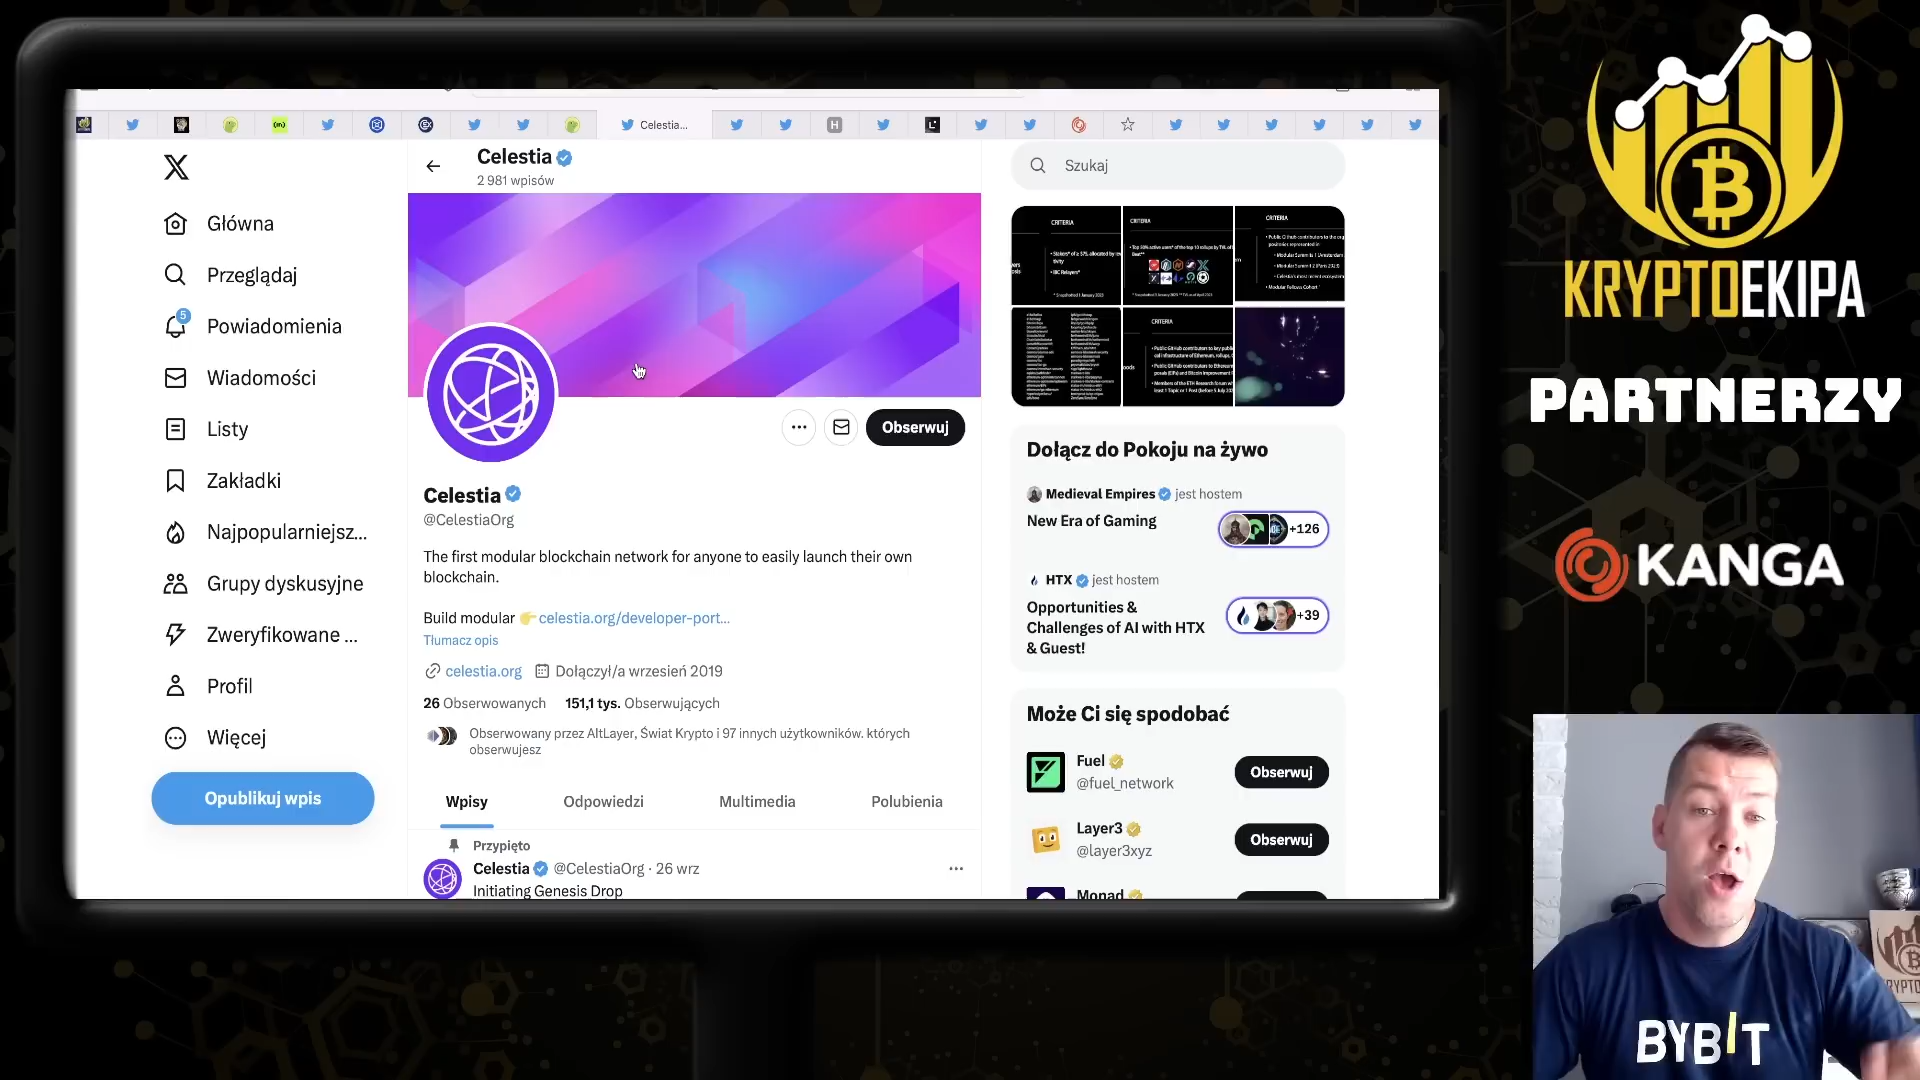 Celestia...
Celestia
2 981 wpisów
Szukaj
Główna
Przeglądaj
5
Powiadomienia
Wiadomości
Listy
Zakładki
Najpopularniejsz...
Grupy dyskusyjne
Zweryfikowane ...
Profil
Więcej
Opublikuj wpis
Obserwuj
Celestia
@CelestiaOrg
The first modular blockchain network for anyone to easily launch their own
blockchain.
Build modular 👉 celestia.org/developer-port...
Tłumacz opis
celestia.org Dołączył/a wrzesień 2019
26 Obserwowanych 151,1 tys. Obserwujących
Obserwowany przez AltLayer, Świat Krypto i 97 innych użytkowników. których
obserwujesz
Wpisy Odpowiedzi Multimedia Polubienia
Przypięto
Celestia @CelestiaOrg · 26 wrz
Initiating Genesis Drop
CRITERIA
CRITERIA
CRITERIA
CRITERIA
Dołącz do Pokoju na żywo
Medieval Empires jest hostem
New Era of Gaming
+126
HTX jest hostem
Opportunities &
Challenges of AI with HTX
& Guest!
+39
Może Ci się spodobać
Fuel
@fuel_network
Obserwuj
Layer3
@layer3xyz
Obserwuj
Monad
KRYPTOEKIPA
PARTNERZY
KANGA
BYBIT